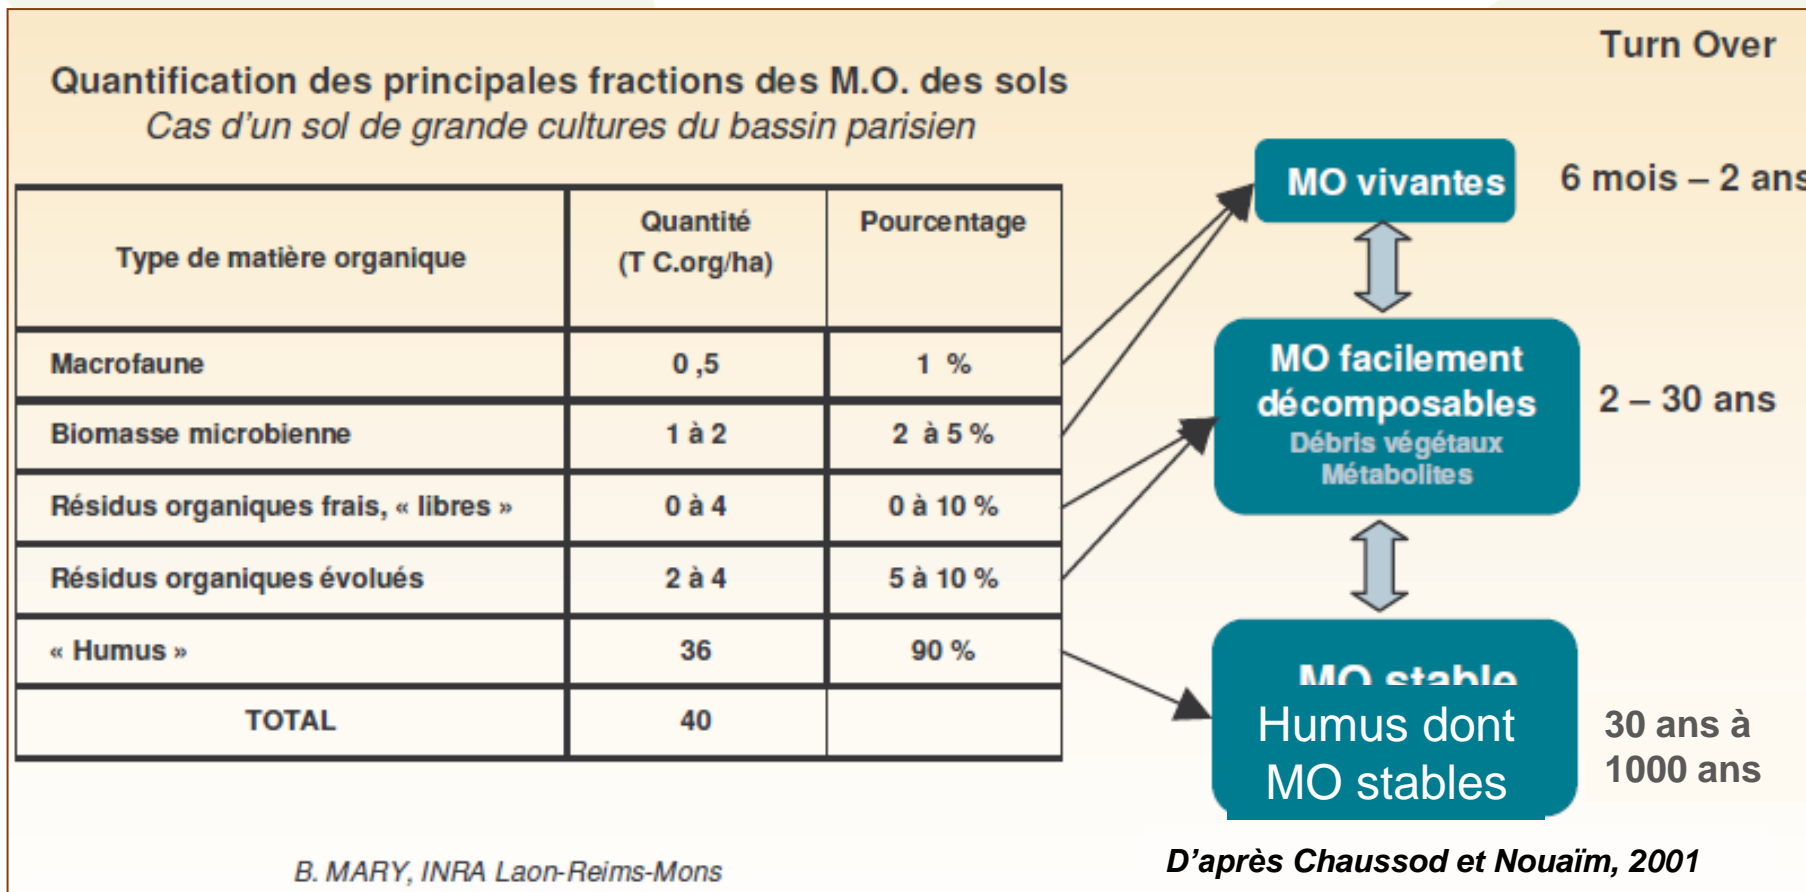 Turn Over
Quantification des principales fractions des M.O. des sols
Cas d'un sol de grande cultures du bassin parisien
Type de matière organique
Quantité
(T C.org/ha)
Pourcentage
Macrofaune
0 ,5
1 %
Biomasse microbienne
1 à 2
2 à 5 %
Résidus organiques frais, « libres »
0 à 4
0 à 10 %
Résidus organiques évolués
2 à 4
5 à 10 %
« Humus »
36
90 %
TOTAL
40
MO vivantes
6 mois – 2 ans
MO facilement
décomposables
Débris végétaux
Métabolites
2 – 30 ans
MO stable
Humus dont
MO stables
30 ans à
1000 ans
B. MARY, INRA Laon-Reims-Mons
D'après Chaussod et Nouaïm, 2001